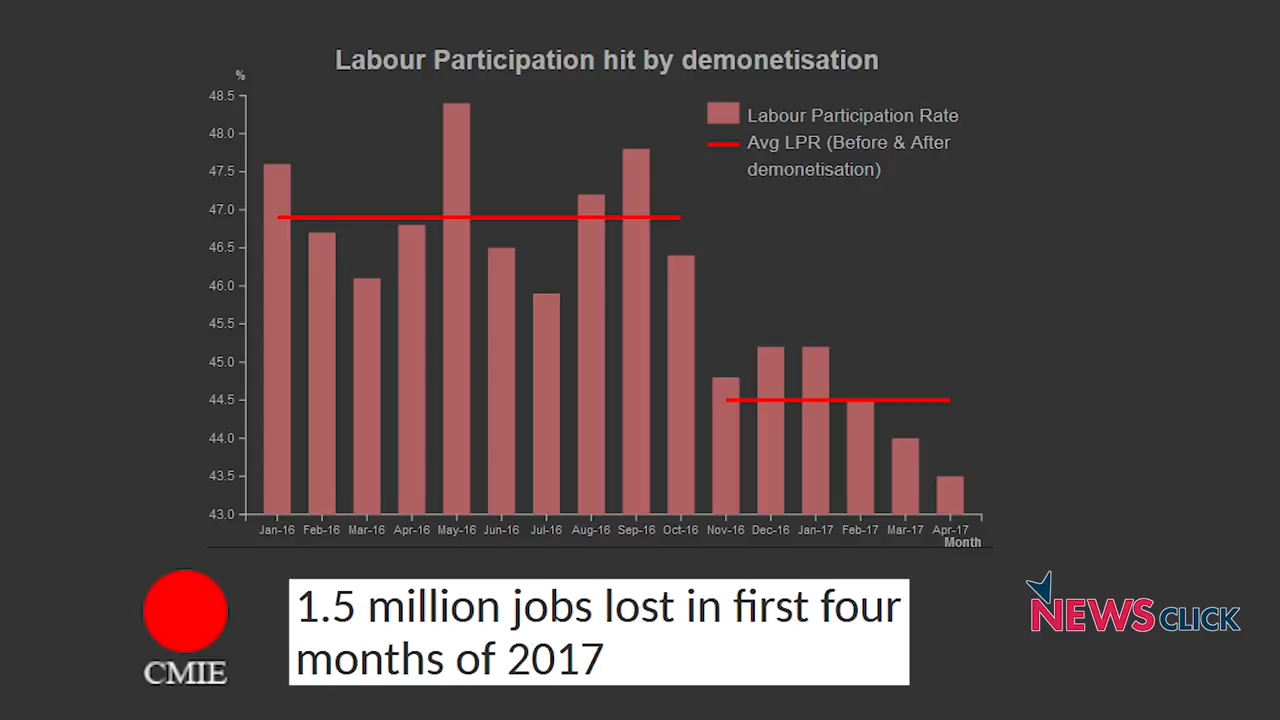 Labour Participation hit by demonetisation
%
48.5
48.0
47.5
47.0
46.5
46.0
45.5
45.0
44.5
44.0
43.5
43.0
Labour Participation Rate
Avg LPR (Before & After
demonetisation)
Jan-16 Feb-16 Mar-16 Apr-16 May-16 Jun-16 Jul-16 Aug-16 Sep-16 Oct-16 Nov-16 Dec-16 Jan-17 Feb-17 Mar-17 Apr-17
Month
CMIE
1.5 million jobs lost in first four
months of 2017
NEWSCLICK